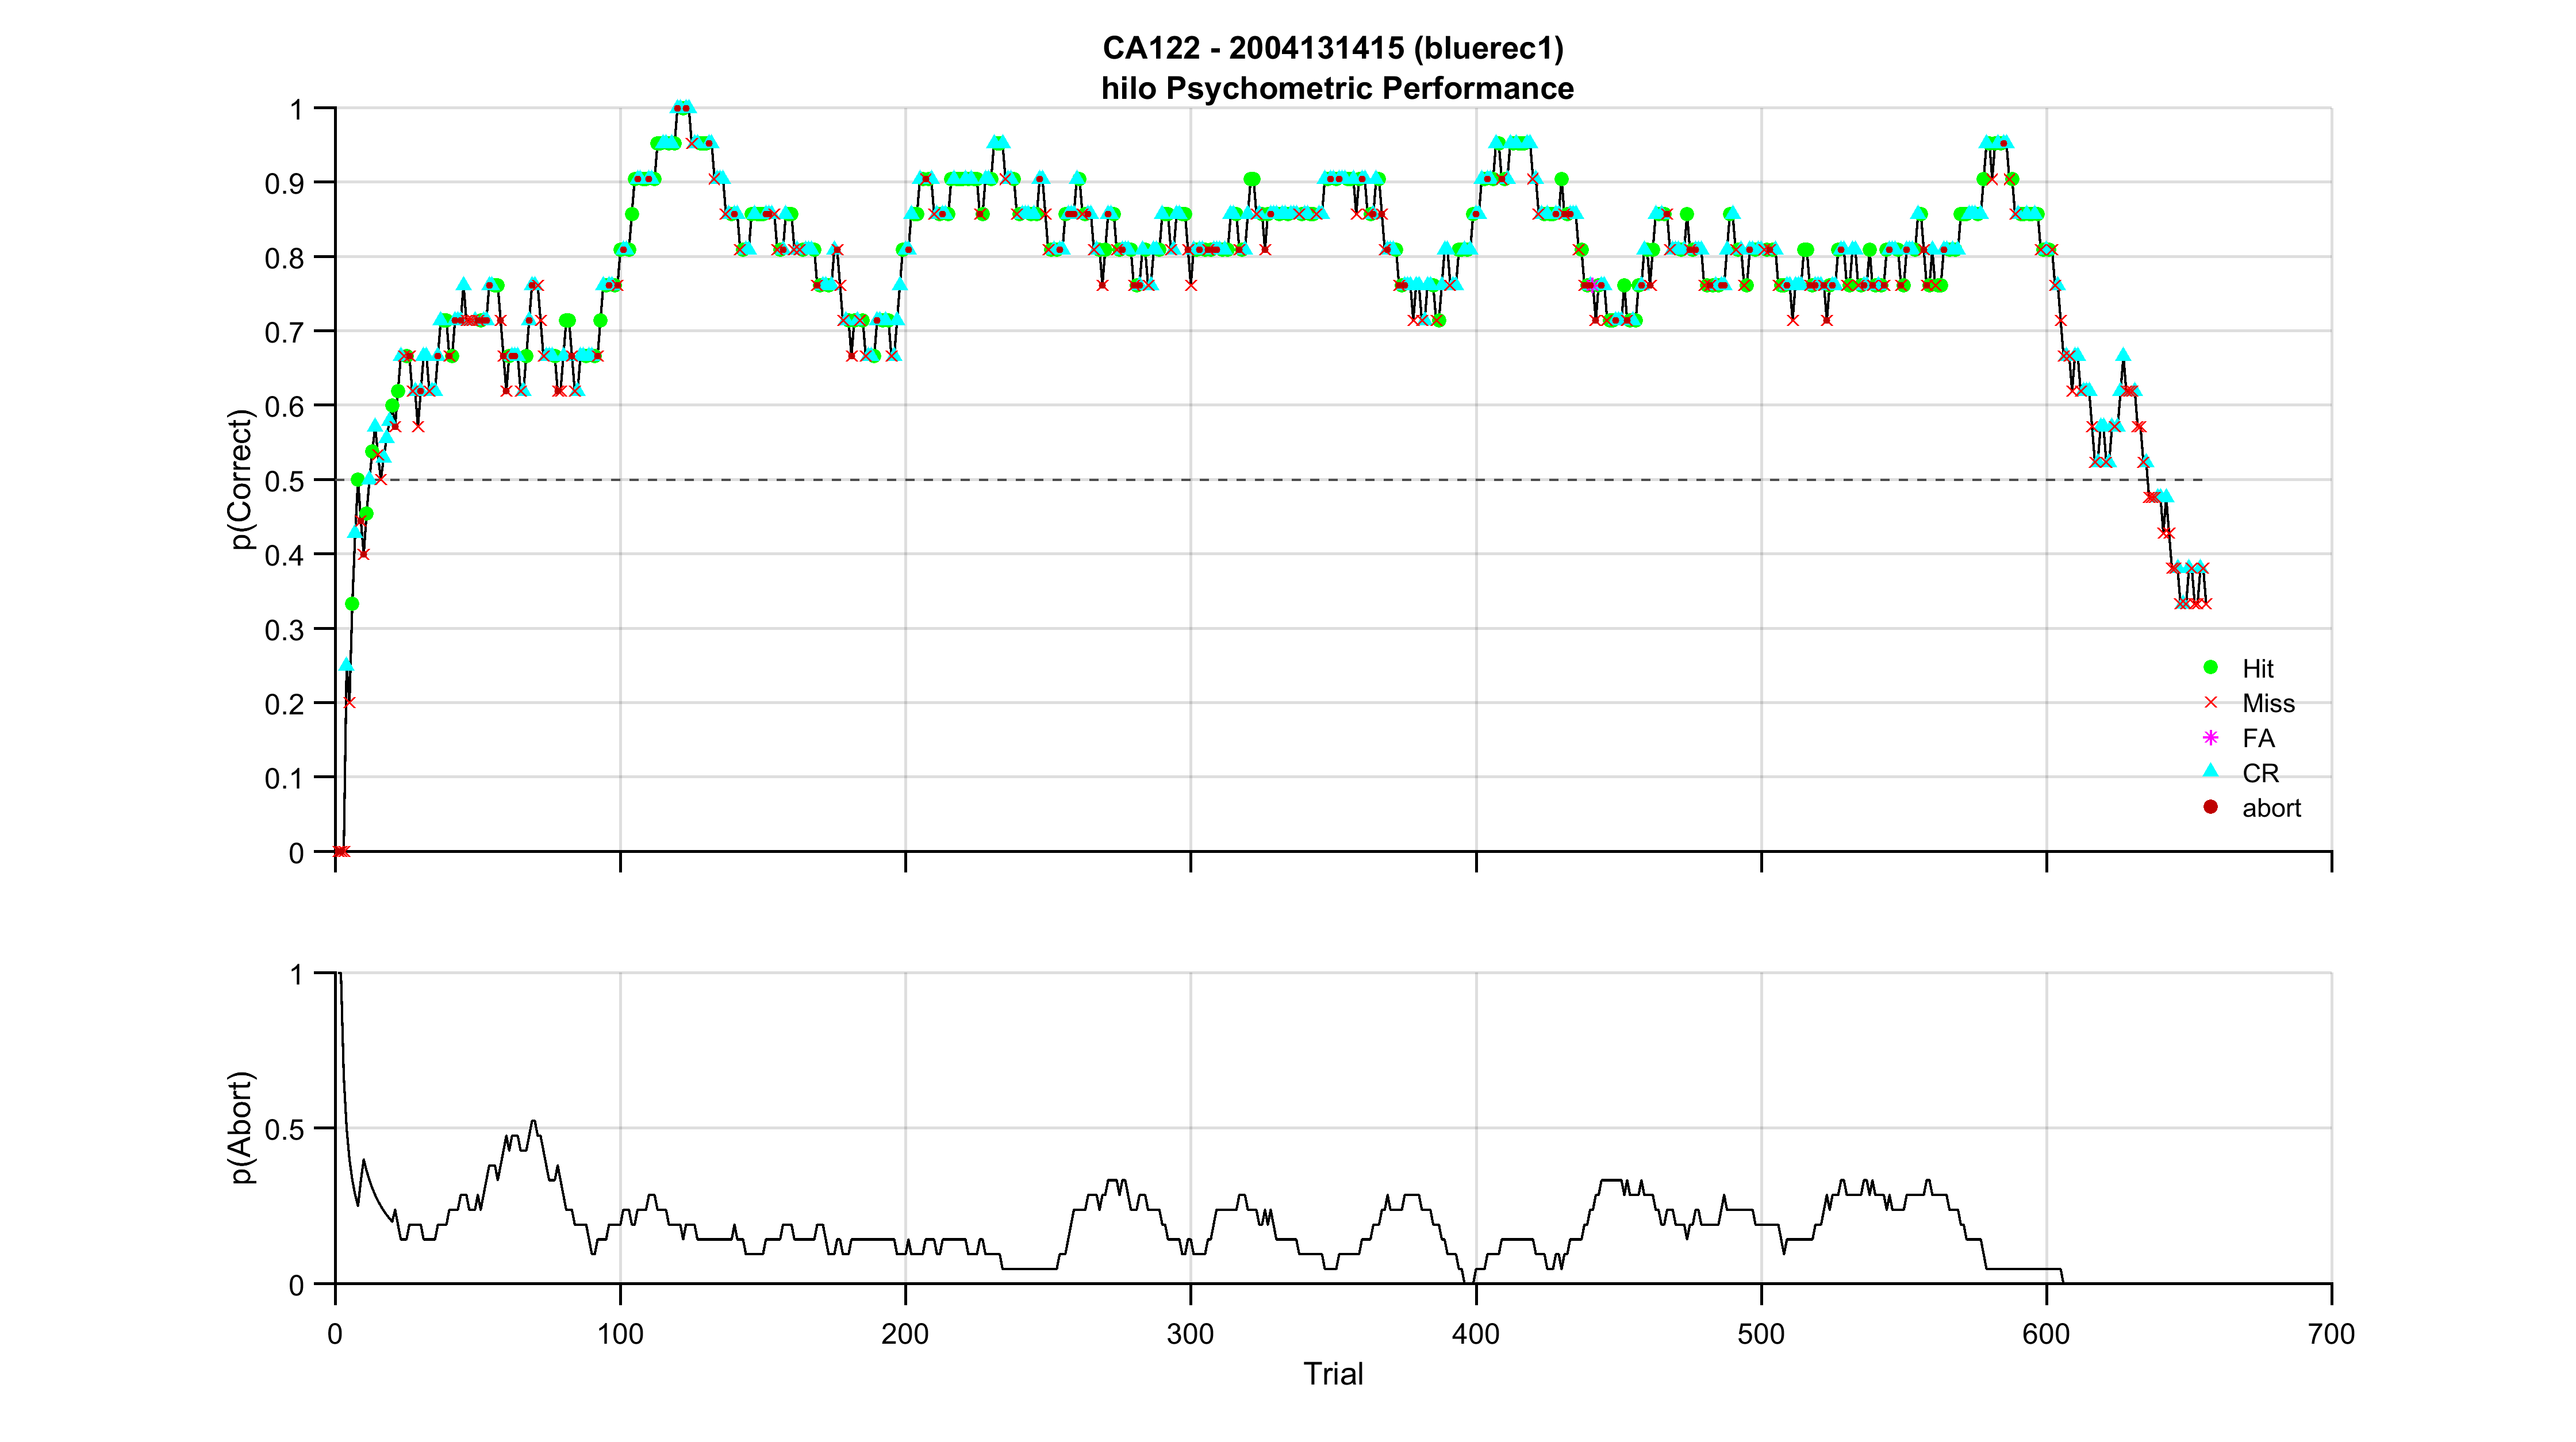 CA122 - 2004131415 (bluerec1)
hilo Psychometric Performance
1
0.9
0.8
0.7
0.6
0.5
0.4
0.3
0.2
0.1
0
p(Correct)
Hit
Miss
FA
CR
abort
1
0.5
0
p(Abort)
0 100 200 300 400 500 600 700
Trial